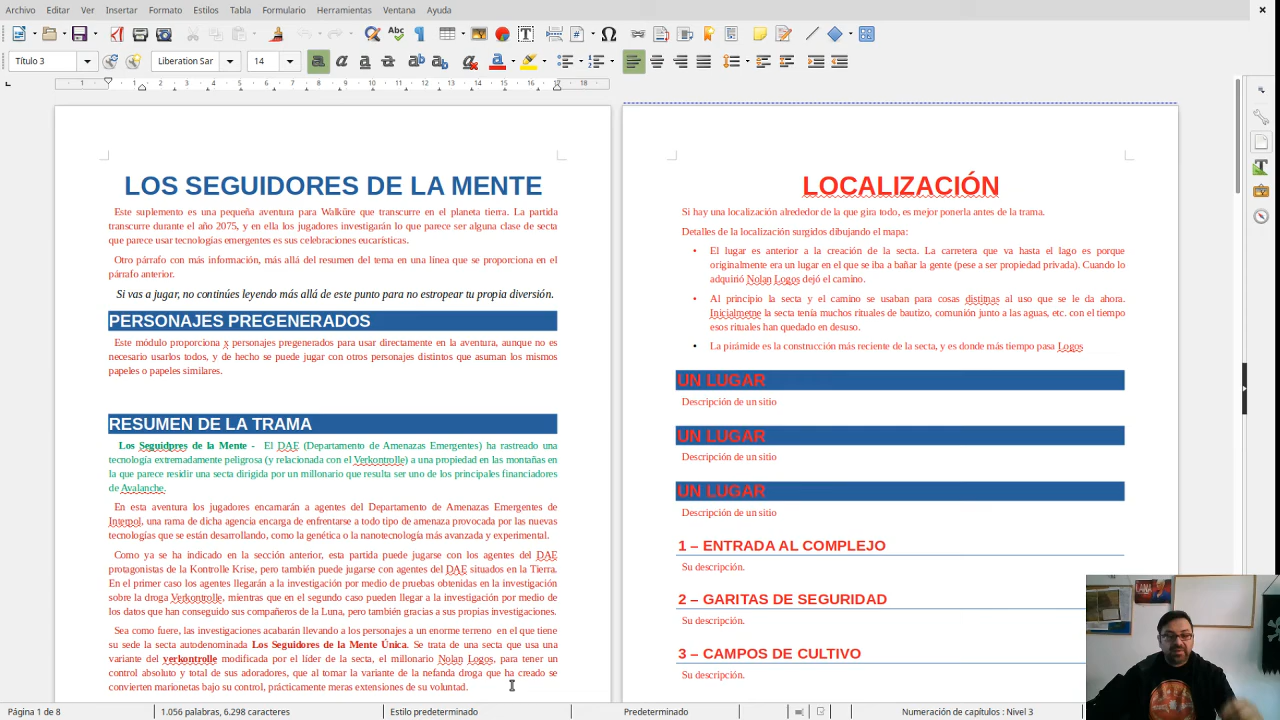 Archivo Editar Ver Insertar Formato Estilos Tabla Formulario Herramientas Ventana Ayuda
Título 3 Liberation Sar 14
1 1 2 3 4 5 6 7 8 9 10 11 12 13 14 15 16 17 18
LOS SEGUIDORES DE LA MENTE
Este suplemento es una pequeña aventura para Walküre que transcurre en el planeta tierra. La partida
transcurre durante el año 2075, y en ella los jugadores investigarán lo que parece ser alguna clase de secta
que parece usar tecnologías emergentes es sus celebraciones eucarísticas.
Otro párrafo con más información, más allá del resumen del tema en una línea que se proporciona en el
párrafo anterior.
Si vas a jugar, no continúes leyendo más allá de este punto para no estropear tu propia diversión.
PERSONAJES PREGENERADOS
Este módulo proporciona x personajes pregenerados para usar directamente en la aventura, aunque no es
necesario usarlos todos, y de hecho se puede jugar con otros personajes distintos que asuman los mismos
papeles o papeles similares.
RESUMEN DE LA TRAMA
Los Seguidpres de la Mente - El DAE (Departamento de Amenazas Emergentes) ha rastreado una
tecnología extremadamente peligrosa (y relacionada con el Verkontrolle) a una propiedad en las montañas en
la que parece residir una secta dirigida por un millonario que resulta ser uno de los principales financiadores
de Avalanche.
En esta aventura los jugadores encarnarán a agentes del Departamento de Amenazas Emergentes de
Interpol, una rama de dicha agencia encarga de enfrentarse a todo tipo de amenaza provocada por las nuevas
tecnologías que se están desarrollando, como la genética o la nanotecnología más avanzada y experimental.
Como ya se ha indicado en la sección anterior, esta partida puede jugarse con los agentes del DAE
protagonistas de la Kontrolle Krise, pero también puede jugarse con agentes del DAE situados en la Tierra.
En el primer caso los agentes llegarán a la investigación por medio de pruebas obtenidas en la investigación
sobre la droga Verkontrolle, mientras que en el segundo caso pueden llegar a la investigación por medio de
los datos que han conseguido sus compañeros de la Luna, pero también gracias a sus propias investigaciones.
Sea como fuere, las investigaciones acabarán llevando a los personajes a un enorme terreno en el que tiene
su sede la secta autodenominada Los Seguidores de la Mente Única. Se trata de una secta que usa una
variante del verkontrolle modificada por el líder de la secta, el millonario Nolan Logos, para tener un
control absoluto y total de sus adoradores, que al tomar la variante de la nefanda droga que ha creado se
convierten marionetas bajo su control, prácticamente meras extensiones de su voluntad.
LOCALIZACIÓN
Si hay una localización alrededor de la que gira todo, es mejor ponerla antes de la trama.
Detalles de la localización surgidos dibujando el mapa:
• El lugar es anterior a la creación de la secta. La carretera que va hasta el lago es porque
originalmente era un lugar en el que se iba a bañar la gente (pese a ser propiedad privada). Cuando lo
adquirió Nolan Logos dejó el camino.
• Al principio la secta y el camino se usaban para cosas distitnas al uso que se le da ahora.
Inicialmetne la secta tenía muchos rituales de bautizo, comunión junto a las aguas, etc. con el tiempo
esos rituales han quedado en desuso.
• La pirámide es la construcción más reciente de la secta, y es donde más tiempo pasa Logos
UN LUGAR
Descripción de un sitio
UN LUGAR
Descripción de un sitio
UN LUGAR
Descripción de un sitio
1 – ENTRADA AL COMPLEJO
Su descripción.
2 – GARITAS DE SEGURIDAD
Su descripción.
3 – CAMPOS DE CULTIVO
Su descripción.
Página 1 de 8 1.056 palabras, 6.298 caracteres Estilo predeterminado Predeterminado Numeración de capítulos : Nivel 3